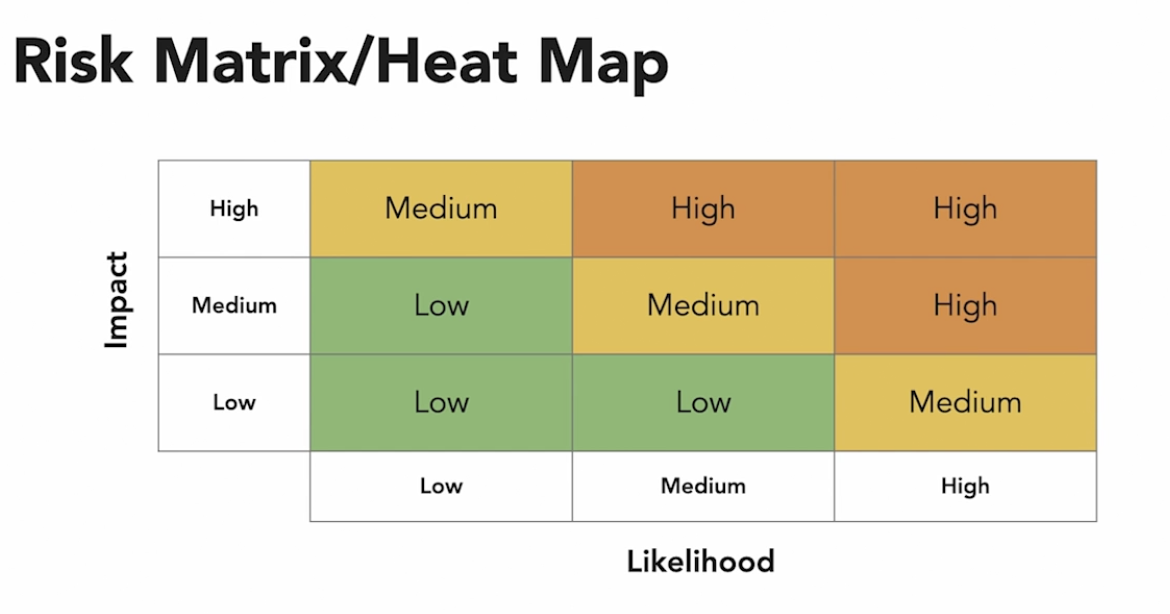 Risk Matrix/Heat Map
Impact
High Medium High High
Medium Low Medium High
Low Low Low Medium
Low Medium High
Likelihood